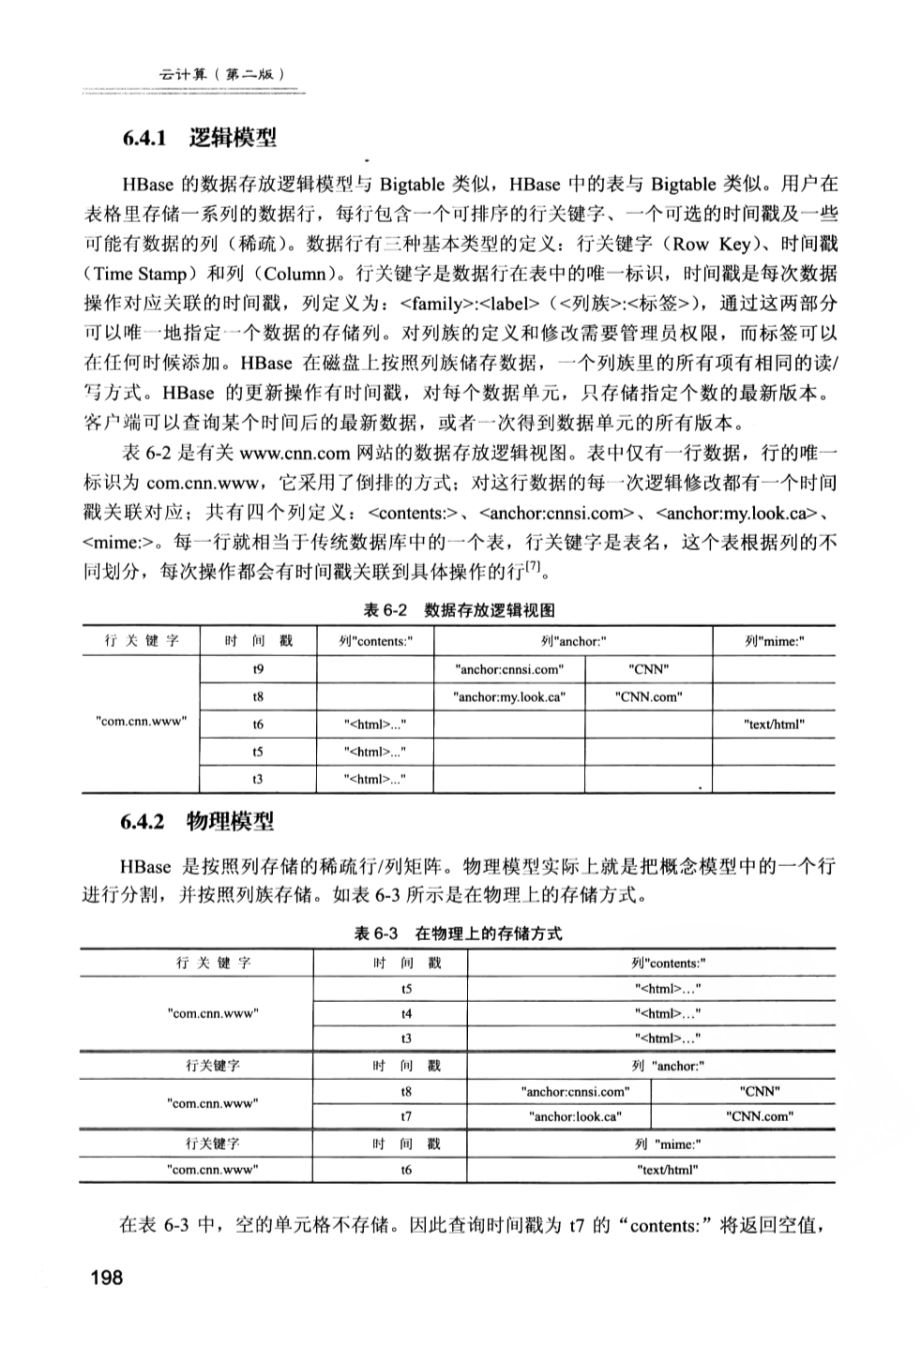 云计算（第二版）
6.4.1 逻辑模型
HBase 的数据存放逻辑模型与 Bigtable 类似，HBase 中的表与 Bigtable 类似。用户在
表格里存储一系列的数据行，每行包含一个可排序的行关键字、一个可选的时间戳及一些
可能有数据的列（稀疏）。数据行有三种基本类型的定义：行关键字（Row Key）、时间戳
（Time Stamp）和列（Column）。行关键字是数据行在表中的唯一标识，时间戳是每次数据
操作对应关联的时间戳，列定义为：<family>:<label>（<列族>:<标签>），通过这两部分
可以唯一地指定一个数据的存储列。对列族的定义和修改需要管理员权限，而标签可以
在任何时候添加。HBase 在磁盘上按照列族储存数据，一个列族里的所有项有相同的读/
写方式。HBase 的更新操作有时间戳，对每个数据单元，只存储指定个数的最新版本。
客户端可以查询某个时间后的最新数据，或者一次得到数据单元的所有版本。
表 6-2 是有关 www.cnn.com 网站的数据存放逻辑视图。表中仅有一行数据，行的唯一
标识为 com.cnn.www，它采用了倒排的方式；对这行数据的每一次逻辑修改都有一个时间
戳关联对应；共有四个列定义：<contents:>、<anchor:cnnsi.com>、<anchor:my.look.ca>、
<mime:>。每一行就相当于传统数据库中的一个表，行关键字是表名，这个表根据列的不
同划分，每次操作都会有时间戳关联到具体操作的行[7]。
表 6-2 数据存放逻辑视图
行关键字 时间戳 列"contents:" 列"anchor:" 列"mime:"
t9 "anchor:cnnsi.com" "CNN"
t8 "anchor:my.look.ca" "CNN.com"
"com.cnn.www" t6 "<html>..." "text/html"
t5 "<html>..."
t3 "<html>..."
6.4.2 物理模型
HBase 是按照列存储的稀疏行/列矩阵。物理模型实际上就是把概念模型中的一个行
进行分割，并按照列族存储。如表 6-3 所示是在物理上的存储方式。
表 6-3 在物理上的存储方式
行关键字 时间戳 列"contents:"
t5 "<html>..."
"com.cnn.www" t4 "<html>..."
t3 "<html>..."
行关键字 时间戳 列 "anchor:"
"com.cnn.www" t8 "anchor:cnnsi.com" "CNN"
t7 "anchor:look.ca" "CNN.com"
行关键字 时间戳 列 "mime:"
"com.cnn.www" t6 "text/html"
在表 6-3 中，空的单元格不存储。因此查询时间戳为 t7 的“contents:”将返回空值，
198